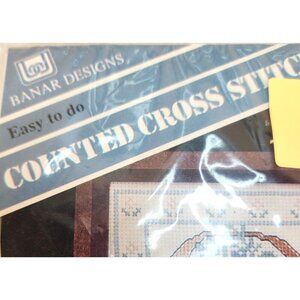 BANAR DESIGNS
Easy to do
COUNTED CROSS STITCH